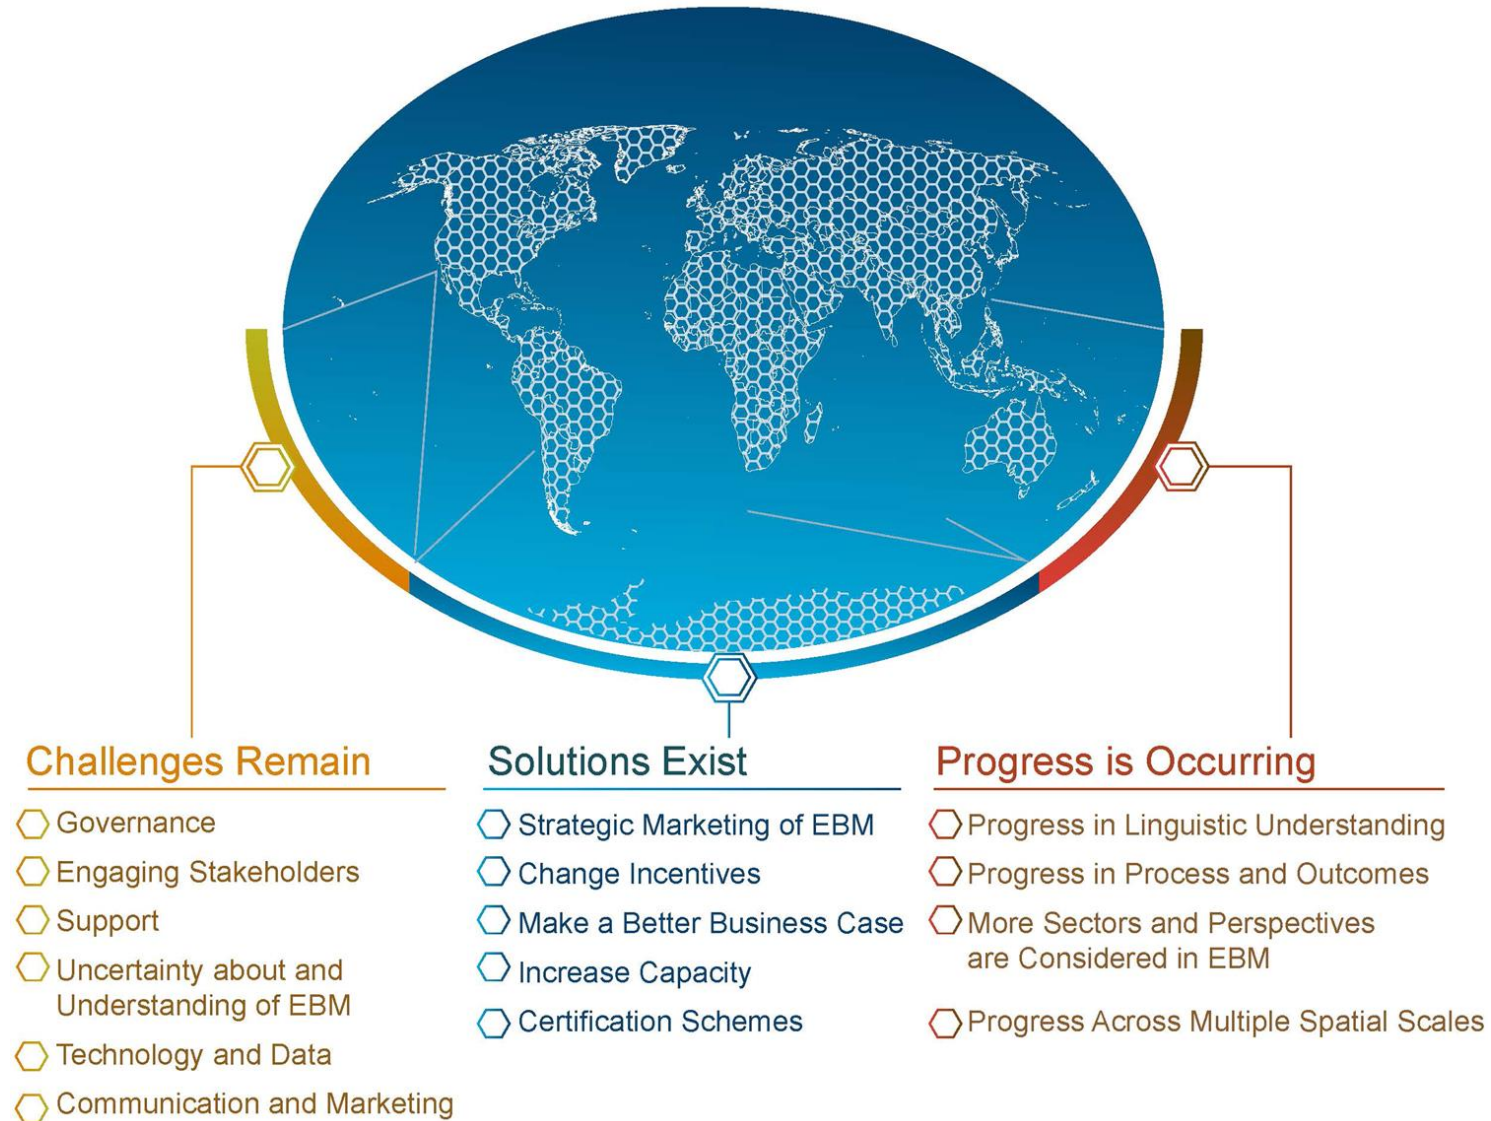 Challenges Remain
Governance
Engaging Stakeholders
Support
Uncertainty about and
Understanding of EBM
Technology and Data
Communication and Marketing
Solutions Exist
Strategic Marketing of EBM
Change Incentives
Make a Better Business Case
Increase Capacity
Certification Schemes
Progress is Occurring
Progress in Linguistic Understanding
Progress in Process and Outcomes
More Sectors and Perspectives
are Considered in EBM
Progress Across Multiple Spatial Scales